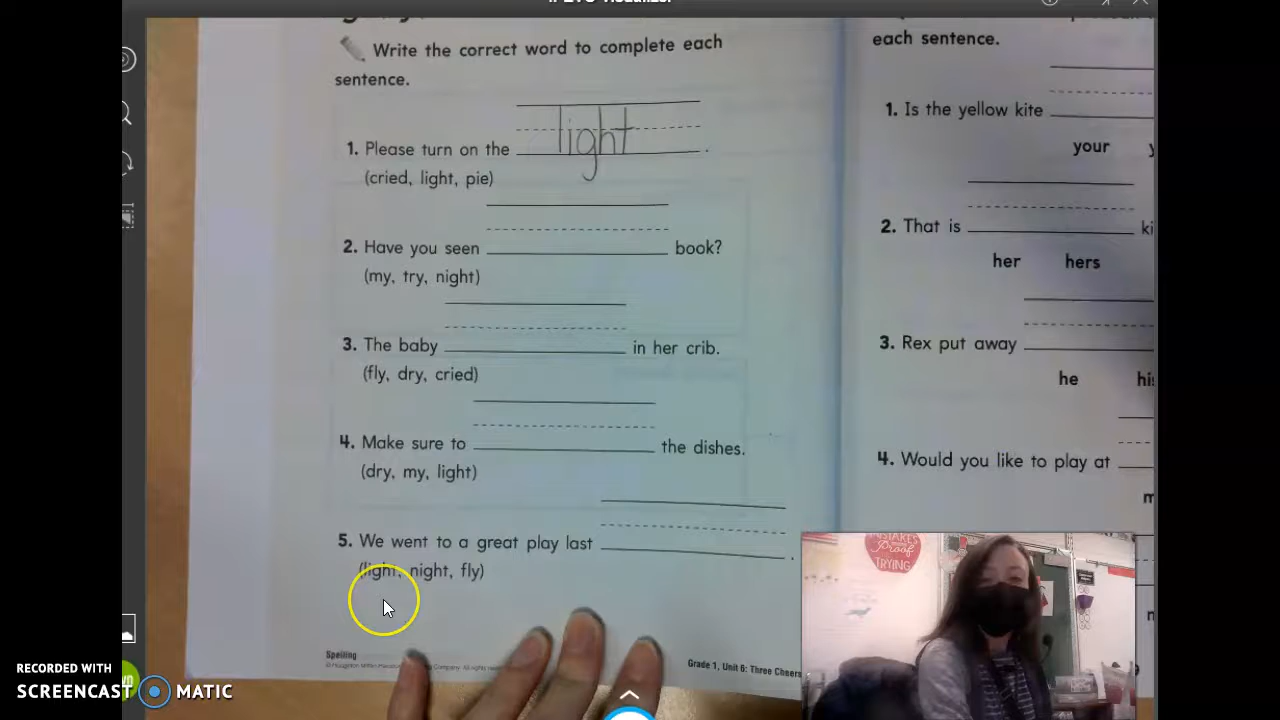 Write the correct word to complete each
sentence.
light
1. Please turn on the .
(cried, light, pie)
2. Have you seen book?
(my, try, night)
3. The baby in her crib.
(fly, dry, cried)
4. Make sure to the dishes.
(dry, my, light)
5. We went to a great play last .
(light, night, fly)
Spelling
Grade 1, Unit 6: Three Cheers
each sentence.
1. Is the yellow kite
your
2. That is
her hers
3. Rex put away
he
4. Would you like to play at
MISTAKES
Proof
TRYING
RECORDED WITH
SCREENCAST MATIC